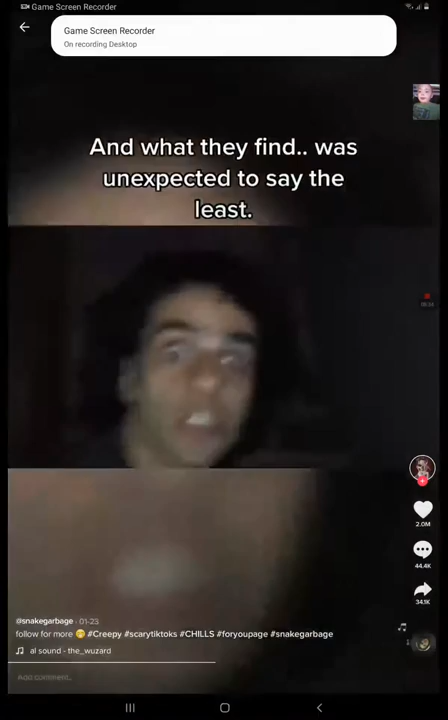 Game Screen Recorder
Game Screen Recorder
On recording Desktop
And what they find.. was
unexpected to say the
least.
2.0M
44.4K
34.1K
@snakegarbage · 01-23
follow for more 🤭 #Creepy #scarytiktoks #CHILLS #foryoupage #snakegarbage
al sound - the_wuzard
Add comment...